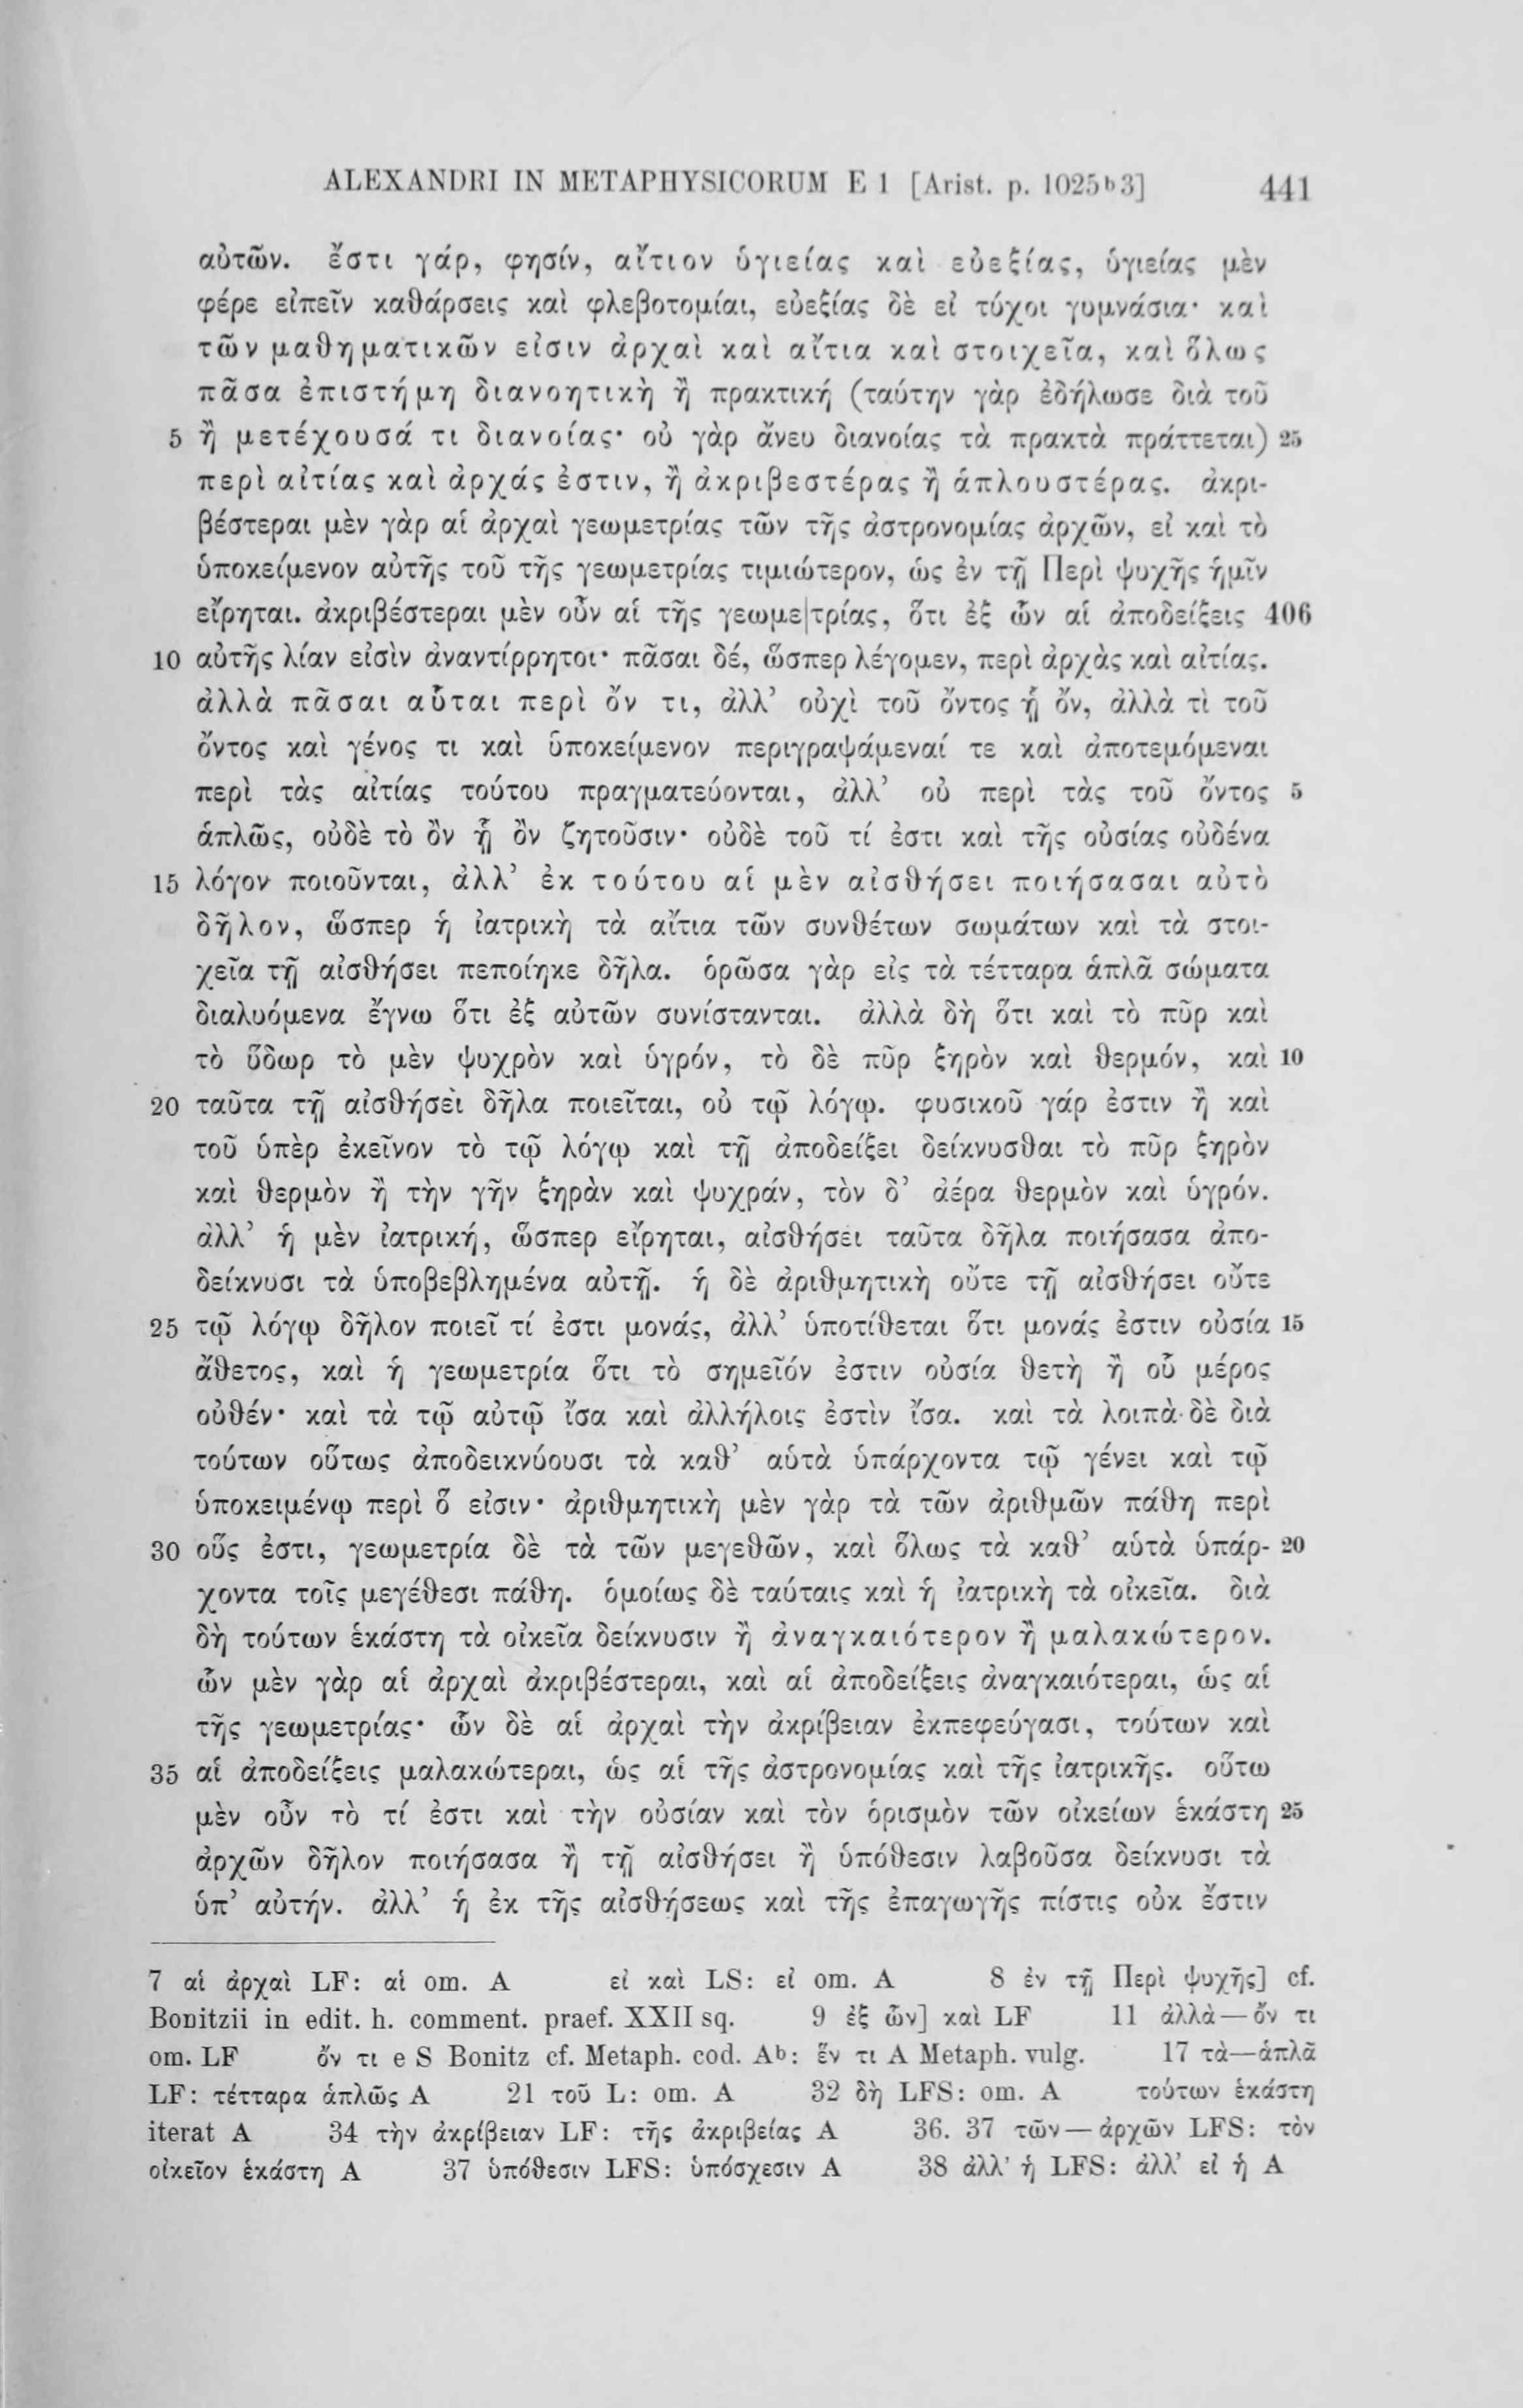 ALEXANDRI IN METAPHYSICORUM E 1 [Arist. p. 1025ᵇ3] 441
αὐτῶν. ἔστι γάρ, φησίν, αἴτιον ὑγιείας καὶ εὐεξίας, ὑγιείας μὲν
φέρε εἰπεῖν καθάρσεις καὶ φλεβοτομίαι, εὐεξίας δὲ εἰ τύχοι γυμνάσια· καὶ
τῶν μαθηματικῶν εἰσιν ἀρχαὶ καὶ αἴτια καὶ στοιχεῖα, καὶ ὅλως
πᾶσα ἐπιστήμη διανοητικὴ ἢ πρακτική (ταύτην γὰρ ἐδήλωσε διὰ τοῦ
5 ἢ μετέχουσά τι διανοίας· οὐ γὰρ ἄνευ διανοίας τὰ πρακτὰ πράττεται) 25
περὶ αἰτίας καὶ ἀρχάς ἐστιν, ἢ ἀκριβεστέρας ἢ ἁπλουστέρας. ἀκρι-
βέστεραι μὲν γὰρ αἱ ἀρχαὶ γεωμετρίας τῶν τῆς ἀστρονομίας ἀρχῶν, εἰ καὶ τὸ
ὑποκείμενον αὐτῆς τοῦ τῆς γεωμετρίας τιμιώτερον, ὡς ἐν τῇ Περὶ ψυχῆς ἡμῖν
εἴρηται. ἀκριβέστεραι μὲν οὖν αἱ τῆς γεωμε|τρίας, ὅτι ἐξ ὧν αἱ ἀποδείξεις 406
10 αὐτῆς λίαν εἰσὶν ἀναντίρρητοι· πᾶσαι δέ, ὥσπερ λέγομεν, περὶ ἀρχὰς καὶ αἰτίας.
ἀλλὰ πᾶσαι αὗται περὶ ὄν τι, ἀλλ’ οὐχὶ τοῦ ὄντος ᾗ ὄν, ἀλλὰ τὶ τοῦ
ὄντος καὶ γένος τι καὶ ὑποκείμενον περιγραψάμεναί τε καὶ ἀποτεμόμεναι
περὶ τὰς αἰτίας τούτου πραγματεύονται, ἀλλ’ οὐ περὶ τὰς τοῦ ὄντος 5
ἁπλῶς, οὐδὲ τὸ ὂν ᾗ ὂν ζητοῦσιν· οὐδὲ τοῦ τί ἐστι καὶ τῆς οὐσίας οὐδένα
15 λόγον ποιοῦνται, ἀλλ’ ἐκ τούτου αἱ μὲν αἰσθήσει ποιήσασαι αὐτὸ
δῆλον, ὥσπερ ἡ ἰατρικὴ τὰ αἴτια τῶν συνθέτων σωμάτων καὶ τὰ στοι-
χεῖα τῇ αἰσθήσει πεποίηκε δῆλα. ὁρῶσα γὰρ εἰς τὰ τέτταρα ἁπλᾶ σώματα
διαλυόμενα ἔγνω ὅτι ἐξ αὐτῶν συνίστανται. ἀλλὰ δὴ ὅτι καὶ τὸ πῦρ καὶ
τὸ ὕδωρ τὸ μὲν ψυχρὸν καὶ ὑγρόν, τὸ δὲ πῦρ ξηρὸν καὶ θερμόν, καὶ 10
20 ταῦτα τῇ αἰσθήσει δῆλα ποιεῖται, οὐ τῷ λόγῳ. φυσικοῦ γάρ ἐστιν ἢ καὶ
τοῦ ὑπὲρ ἐκεῖνον τὸ τῷ λόγῳ καὶ τῇ ἀποδείξει δείκνυσθαι τὸ πῦρ ξηρὸν
καὶ θερμὸν ἢ τὴν γῆν ξηρὰν καὶ ψυχράν, τὸν δ’ ἀέρα θερμὸν καὶ ὑγρόν.
ἀλλ’ ἡ μὲν ἰατρική, ὥσπερ εἴρηται, αἰσθήσει ταῦτα δῆλα ποιήσασα ἀπο-
δείκνυσι τὰ ὑποβεβλημένα αὐτῇ. ἡ δὲ ἀριθμητικὴ οὔτε τῇ αἰσθήσει οὔτε
25 τῷ λόγῳ δῆλον ποιεῖ τί ἐστι μονάς, ἀλλ’ ὑποτίθεται ὅτι μονάς ἐστιν οὐσία 15
ἄθετος, καὶ ἡ γεωμετρία ὅτι τὸ σημεῖόν ἐστιν οὐσία θετὴ ἢ οὗ μέρος
οὐθέν· καὶ τὰ τῷ αὐτῷ ἴσα καὶ ἀλλήλοις ἐστὶν ἴσα. καὶ τὰ λοιπὰ δὲ διὰ
τούτων οὕτως ἀποδεικνύουσι τὰ καθ’ αὑτὰ ὑπάρχοντα τῷ γένει καὶ τῷ
ὑποκειμένῳ περὶ ὅ εἰσιν· ἀριθμητικὴ μὲν γὰρ τὰ τῶν ἀριθμῶν πάθη περὶ
30 οὕς ἐστι, γεωμετρία δὲ τὰ τῶν μεγεθῶν, καὶ ὅλως τὰ καθ’ αὑτὰ ὑπάρ- 20
χοντα τοῖς μεγέθεσι πάθη. ὁμοίως δὲ ταύταις καὶ ἡ ἰατρικὴ τὰ οἰκεῖα. διὰ
δὴ τούτων ἑκάστη τὰ οἰκεῖα δείκνυσιν ἢ ἀναγκαιότερον ἢ μαλακώτερον.
ὧν μὲν γὰρ αἱ ἀρχαὶ ἀκριβέστεραι, καὶ αἱ ἀποδείξεις ἀναγκαιότεραι, ὡς αἱ
τῆς γεωμετρίας· ὧν δὲ αἱ ἀρχαὶ τὴν ἀκρίβειαν ἐκπεφεύγασι, τούτων καὶ
35 αἱ ἀποδείξεις μαλακώτεραι, ὡς αἱ τῆς ἀστρονομίας καὶ τῆς ἰατρικῆς. οὕτω
μὲν οὖν τὸ τί ἐστι καὶ τὴν οὐσίαν καὶ τὸν ὁρισμὸν τῶν οἰκείων ἑκάστη 25
ἀρχῶν δῆλον ποιήσασα ἢ τῇ αἰσθήσει ἢ ὑπόθεσιν λαβοῦσα δείκνυσι τὰ
ὑπ’ αὐτήν. ἀλλ’ ἡ ἐκ τῆς αἰσθήσεως καὶ τῆς ἐπαγωγῆς πίστις οὐκ ἔστιν
7 αἱ ἀρχαὶ LF: αἱ om. A εἰ καὶ LS: εἰ om. A 8 ἐν τῇ Περὶ ψυχῆς] cf.
Bonitzii in edit. h. comment. praef. XXII sq. 9 ἐξ ὧν] καὶ LF 11 ἀλλὰ—ὄν τι
om. LF ὄν τι e S Bonitz cf. Metaph. cod. Aᵇ: ἕν τι A Metaph. vulg. 17 τὰ—ἁπλᾶ
LF: τέτταρα ἁπλῶς A 21 τοῦ L: om. A 32 δὴ LFS: om. A τούτων ἑκάστη
iterat A 34 τὴν ἀκρίβειαν LF: τῆς ἀκριβείας A 36. 37 τῶν—ἀρχῶν LFS: τὸν
οἰκεῖον ἑκάστη A 37 ὑπόθεσιν LFS: ὑπόσχεσιν A 38 ἀλλ’ ἡ LFS: ἀλλ’ εἰ ἡ A